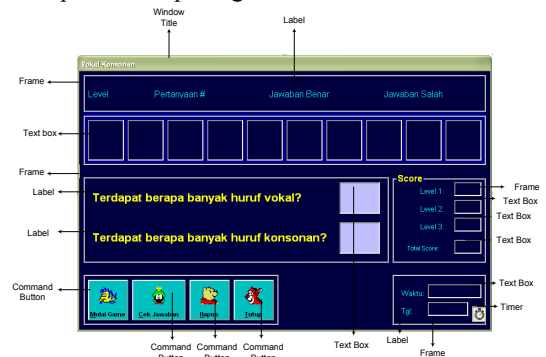 Window
Title
Label
Vokal-Konsonan
Frame
Level Pertanyaan # Jawaban Benar Jawaban Salah
Text box
Frame
Score
Label
Level 1:
Frame
Terdapat berapa banyak huruf vokal?
Text Box
Level 2:
Text Box
Level 3:
Label
Terdapat berapa banyak huruf konsonan?
Text Box
Total Score:
Command
Button
Text Box
Waktu:
Timer
Mulai Game Cek Jawaban Hapus Tutup
Tgl:
Command Command Command
Text Box
Label
Frame